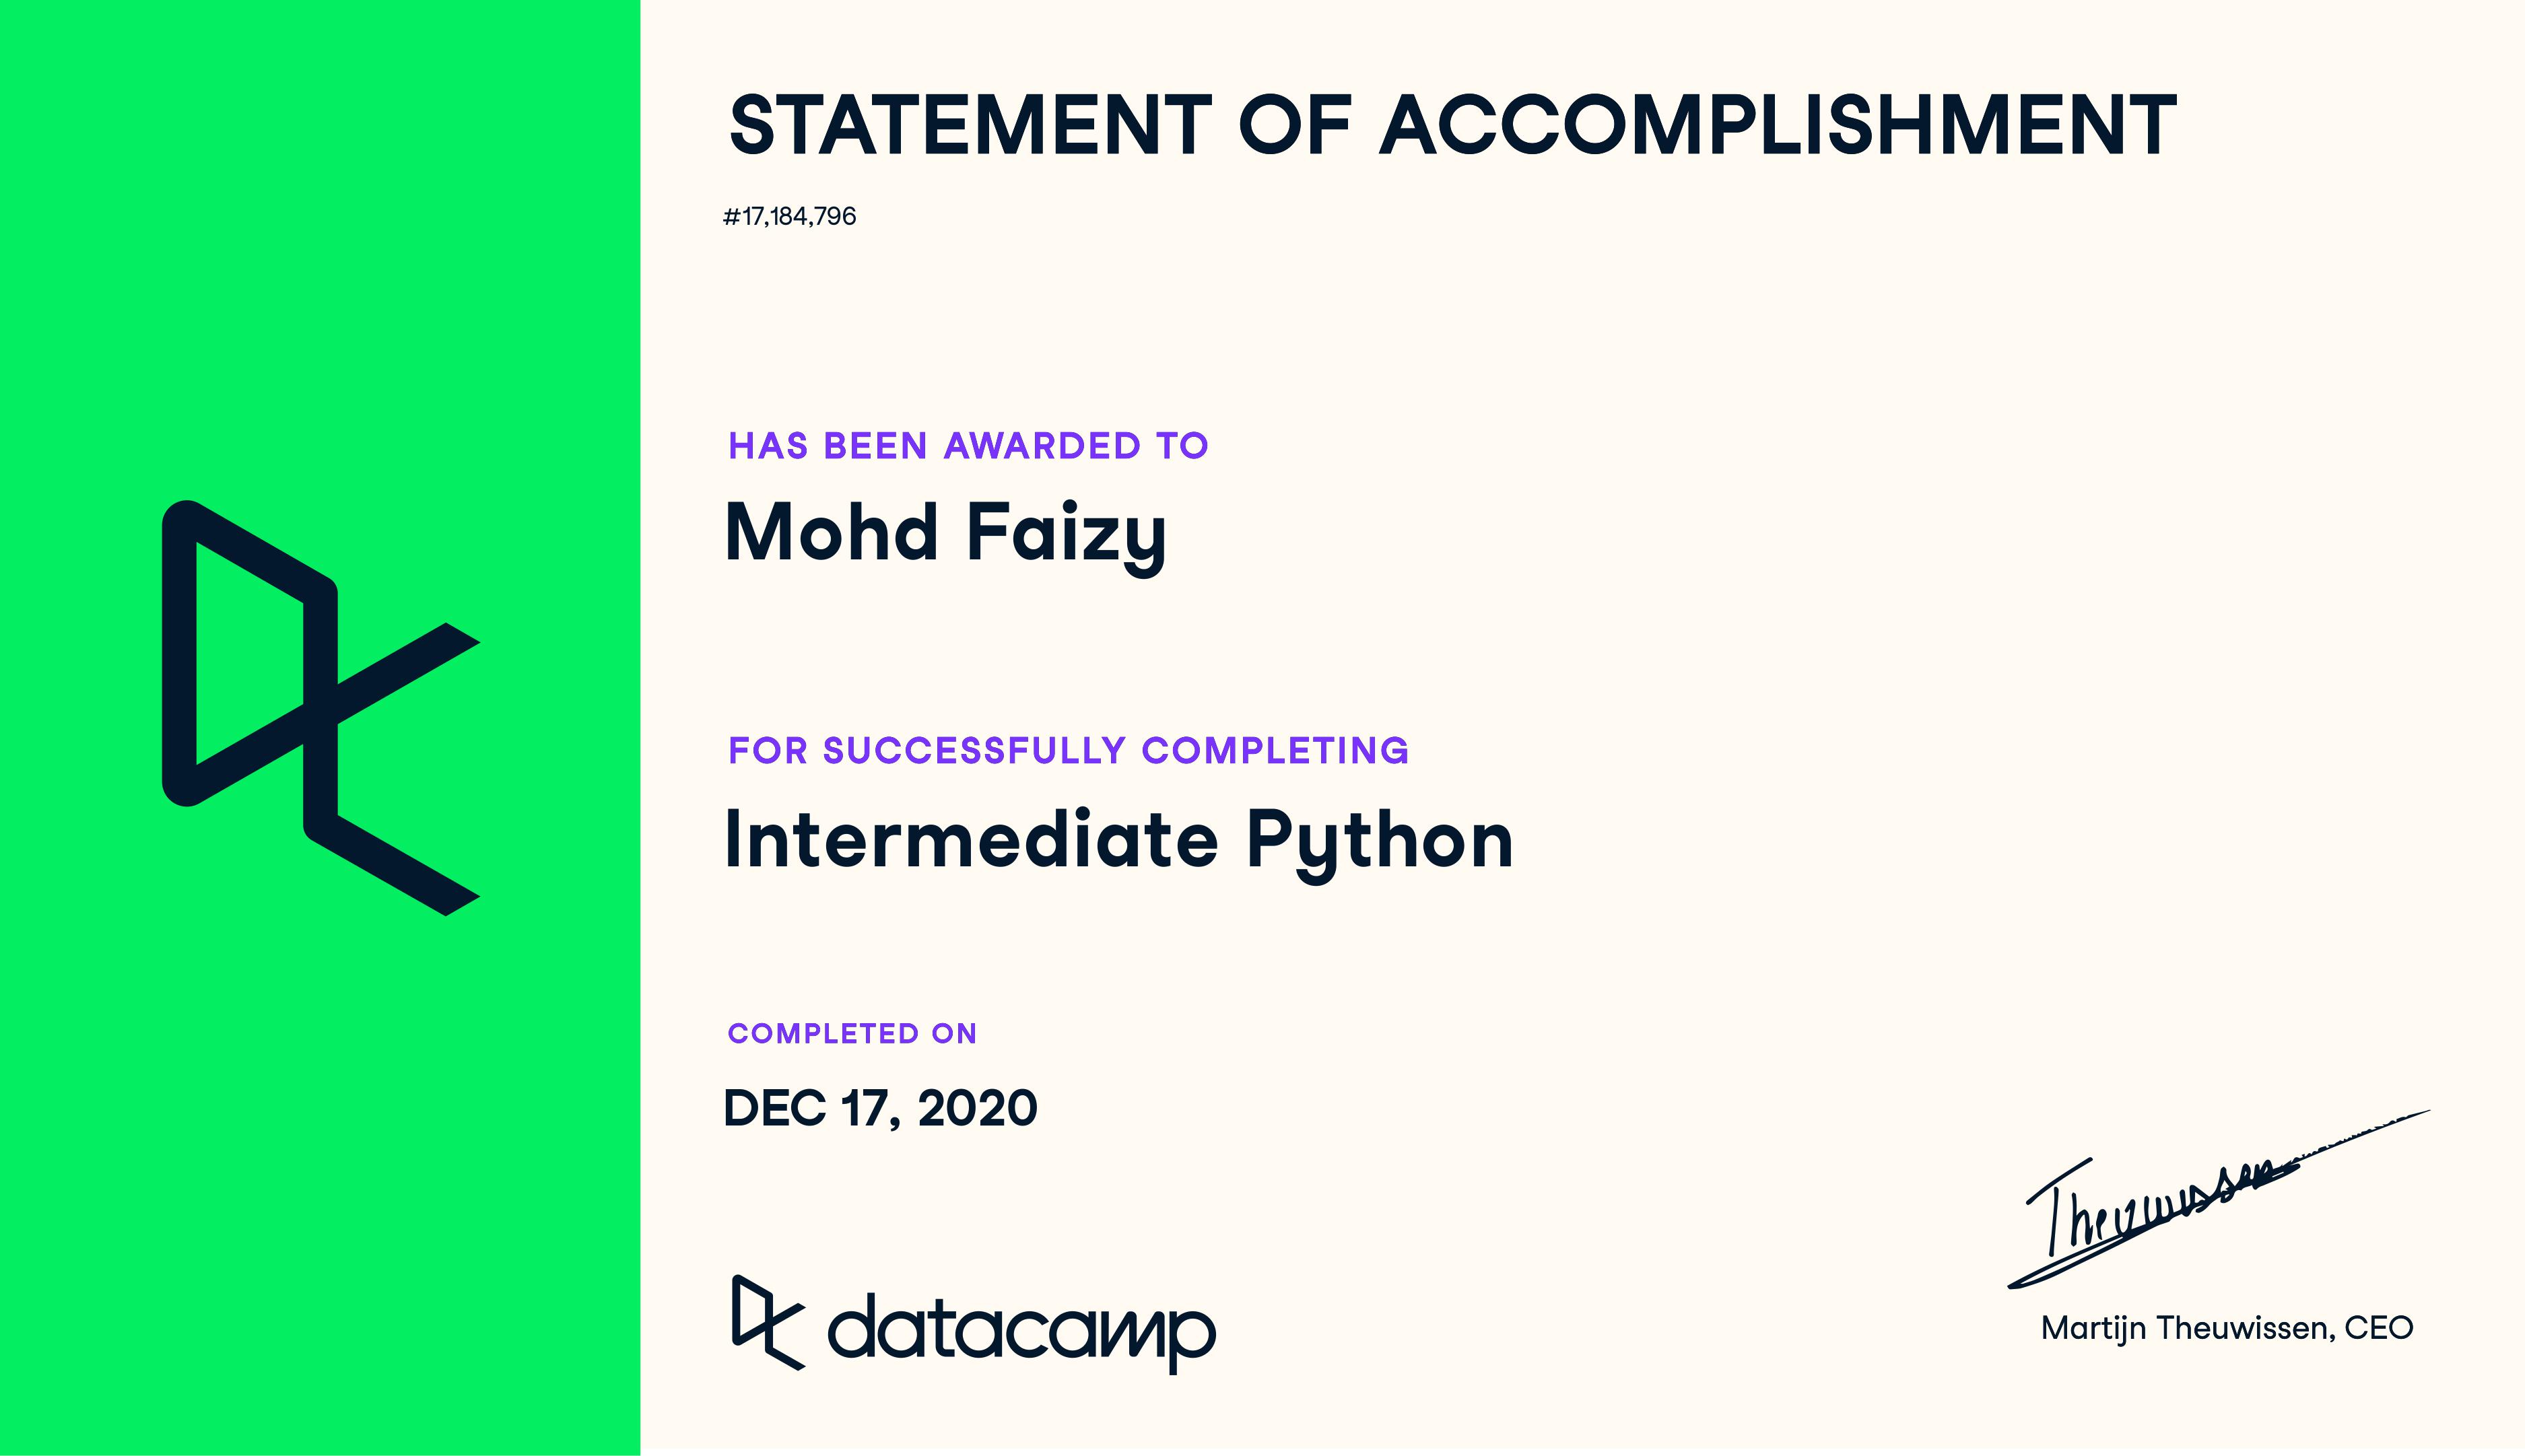 STATEMENT OF ACCOMPLISHMENT
#17,184,796
HAS BEEN AWARDED TO
Mohd Faizy
FOR SUCCESSFULLY COMPLETING
Intermediate Python
COMPLETED ON
DEC 17, 2020
Theuwissen
datacamp
Martijn Theuwissen, CEO